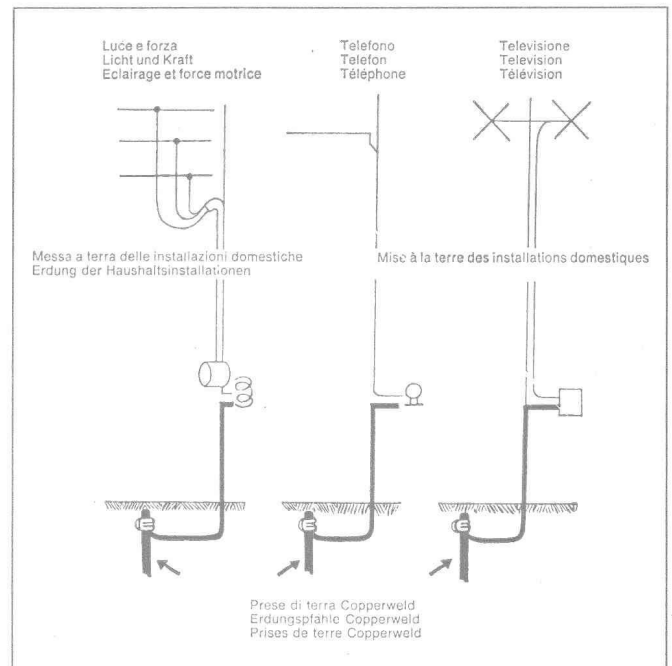 Luce e forza
Licht und Kraft
Eclairage et force motrice
Telefono
Telefon
Téléphone
Televisione
Television
Télévision
Messa a terra delle installazioni domestiche
Erdung der Haushaltsinstallationen
Mise à la terre des installations domestiques
Prese di terra Copperweld
Erdungspfähle Copperweld
Prises de terre Copperweld